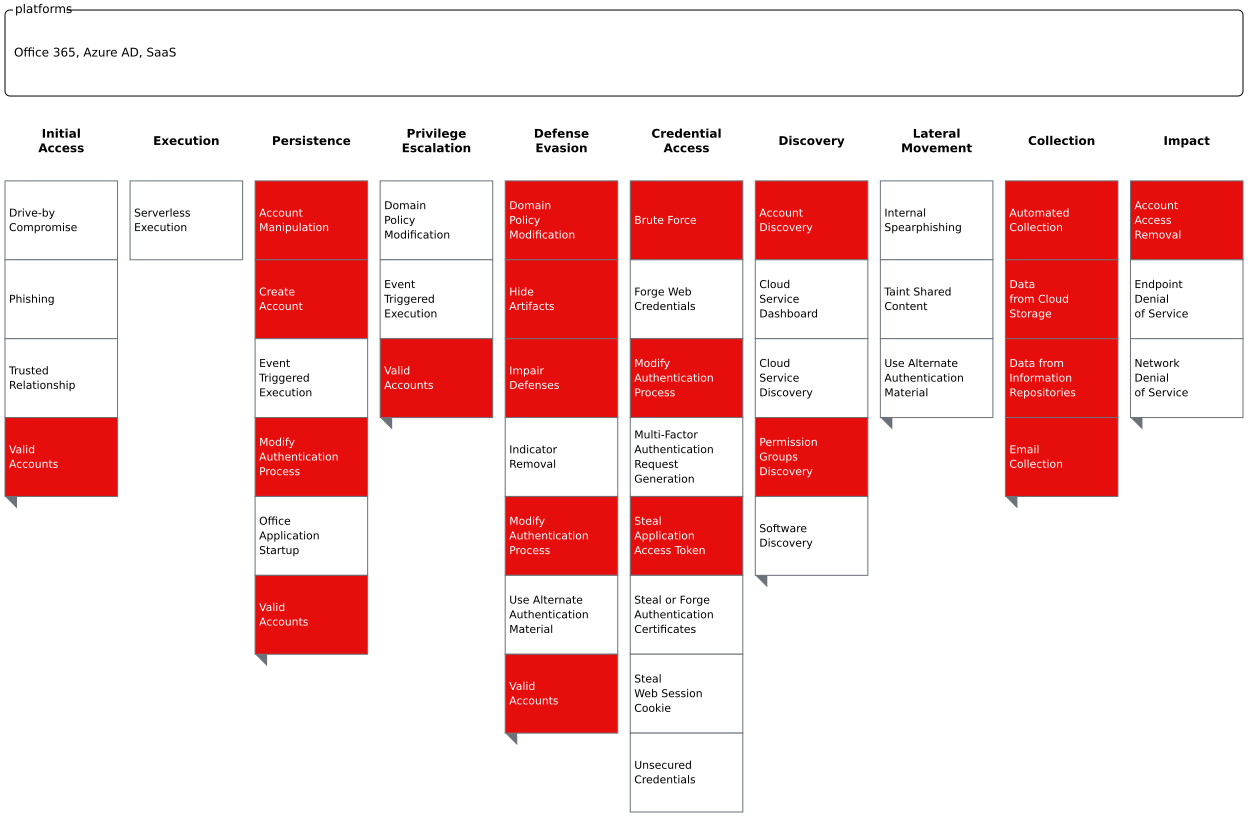 platforms
Office 365, Azure AD, SaaS
Initial
Access
Drive-by
Compromise
Phishing
Trusted
Relationship
Valid
Accounts
Execution
Serverless
Execution
Persistence
Account
Manipulation
Create
Account
Event
Triggered
Execution
Modify
Authentication
Process
Office
Application
Startup
Valid
Accounts
Privilege
Escalation
Domain
Policy
Modification
Event
Triggered
Execution
Valid
Accounts
Defense
Evasion
Domain
Policy
Modification
Hide
Artifacts
Impair
Defenses
Indicator
Removal
Modify
Authentication
Process
Use Alternate
Authentication
Material
Valid
Accounts
Credential
Access
Brute Force
Forge Web
Credentials
Modify
Authentication
Process
Multi-Factor
Authentication
Request
Generation
Steal
Application
Access Token
Steal or Forge
Authentication
Certificates
Steal
Web Session
Cookie
Unsecured
Credentials
Discovery
Account
Discovery
Cloud
Service
Dashboard
Cloud
Service
Discovery
Permission
Groups
Discovery
Software
Discovery
Lateral
Movement
Internal
Spearphishing
Taint Shared
Content
Use Alternate
Authentication
Material
Collection
Automated
Collection
Data
from Cloud
Storage
Data from
Information
Repositories
Email
Collection
Impact
Account
Access
Removal
Endpoint
Denial
of Service
Network
Denial
of Service